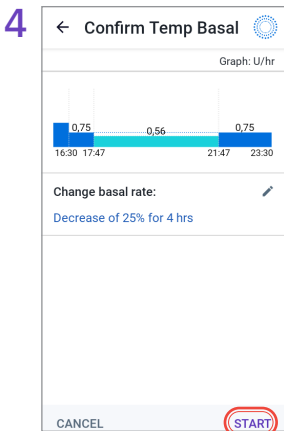 4
Confirm Temp Basal
Graph: U/hr
0,75 0,56 0,75
16:30 17:47 21:47 23:30
Change basal rate:
Decrease of 25% for 4 hrs
CANCEL START